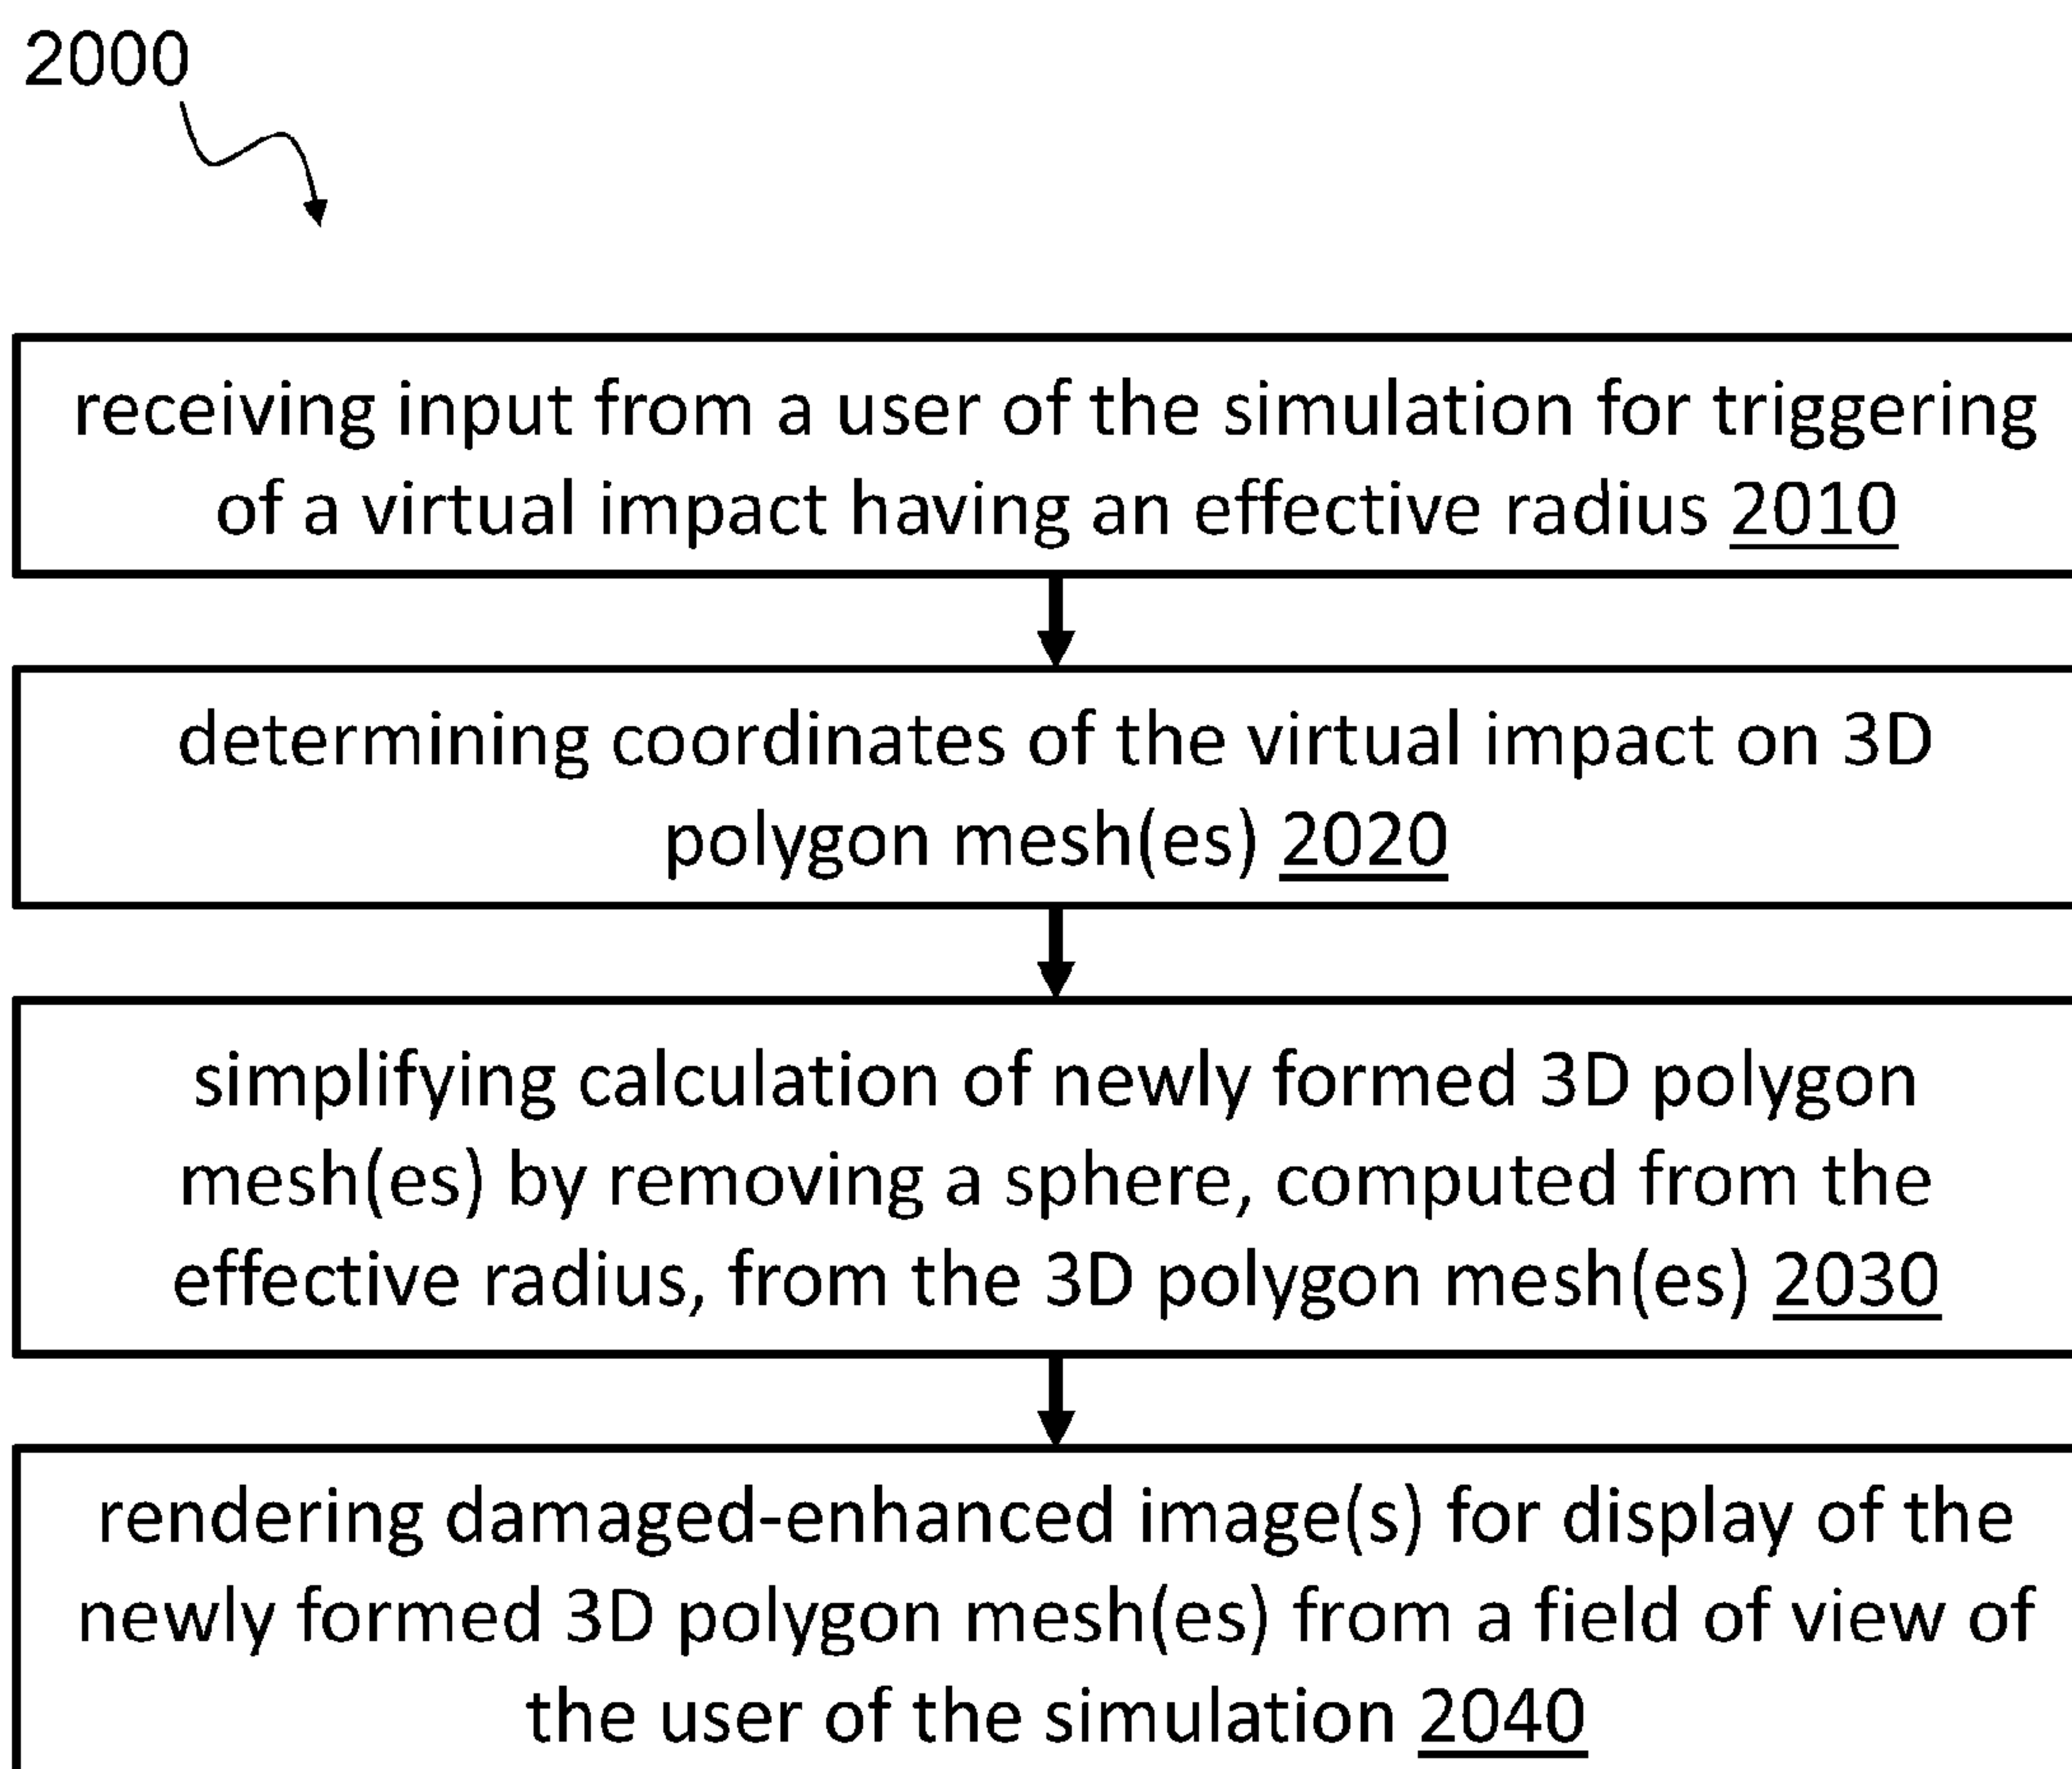 2000
receiving input from a user of the simulation for triggering
of a virtual impact having an effective radius 2010
determining coordinates of the virtual impact on 3D
polygon mesh(es) 2020
simplifying calculation of newly formed 3D polygon
mesh(es) by removing a sphere, computed from the
effective radius, from the 3D polygon mesh(es) 2030
rendering damaged-enhanced image(s) for display of the
newly formed 3D polygon mesh(es) from a field of view of
the user of the simulation 2040